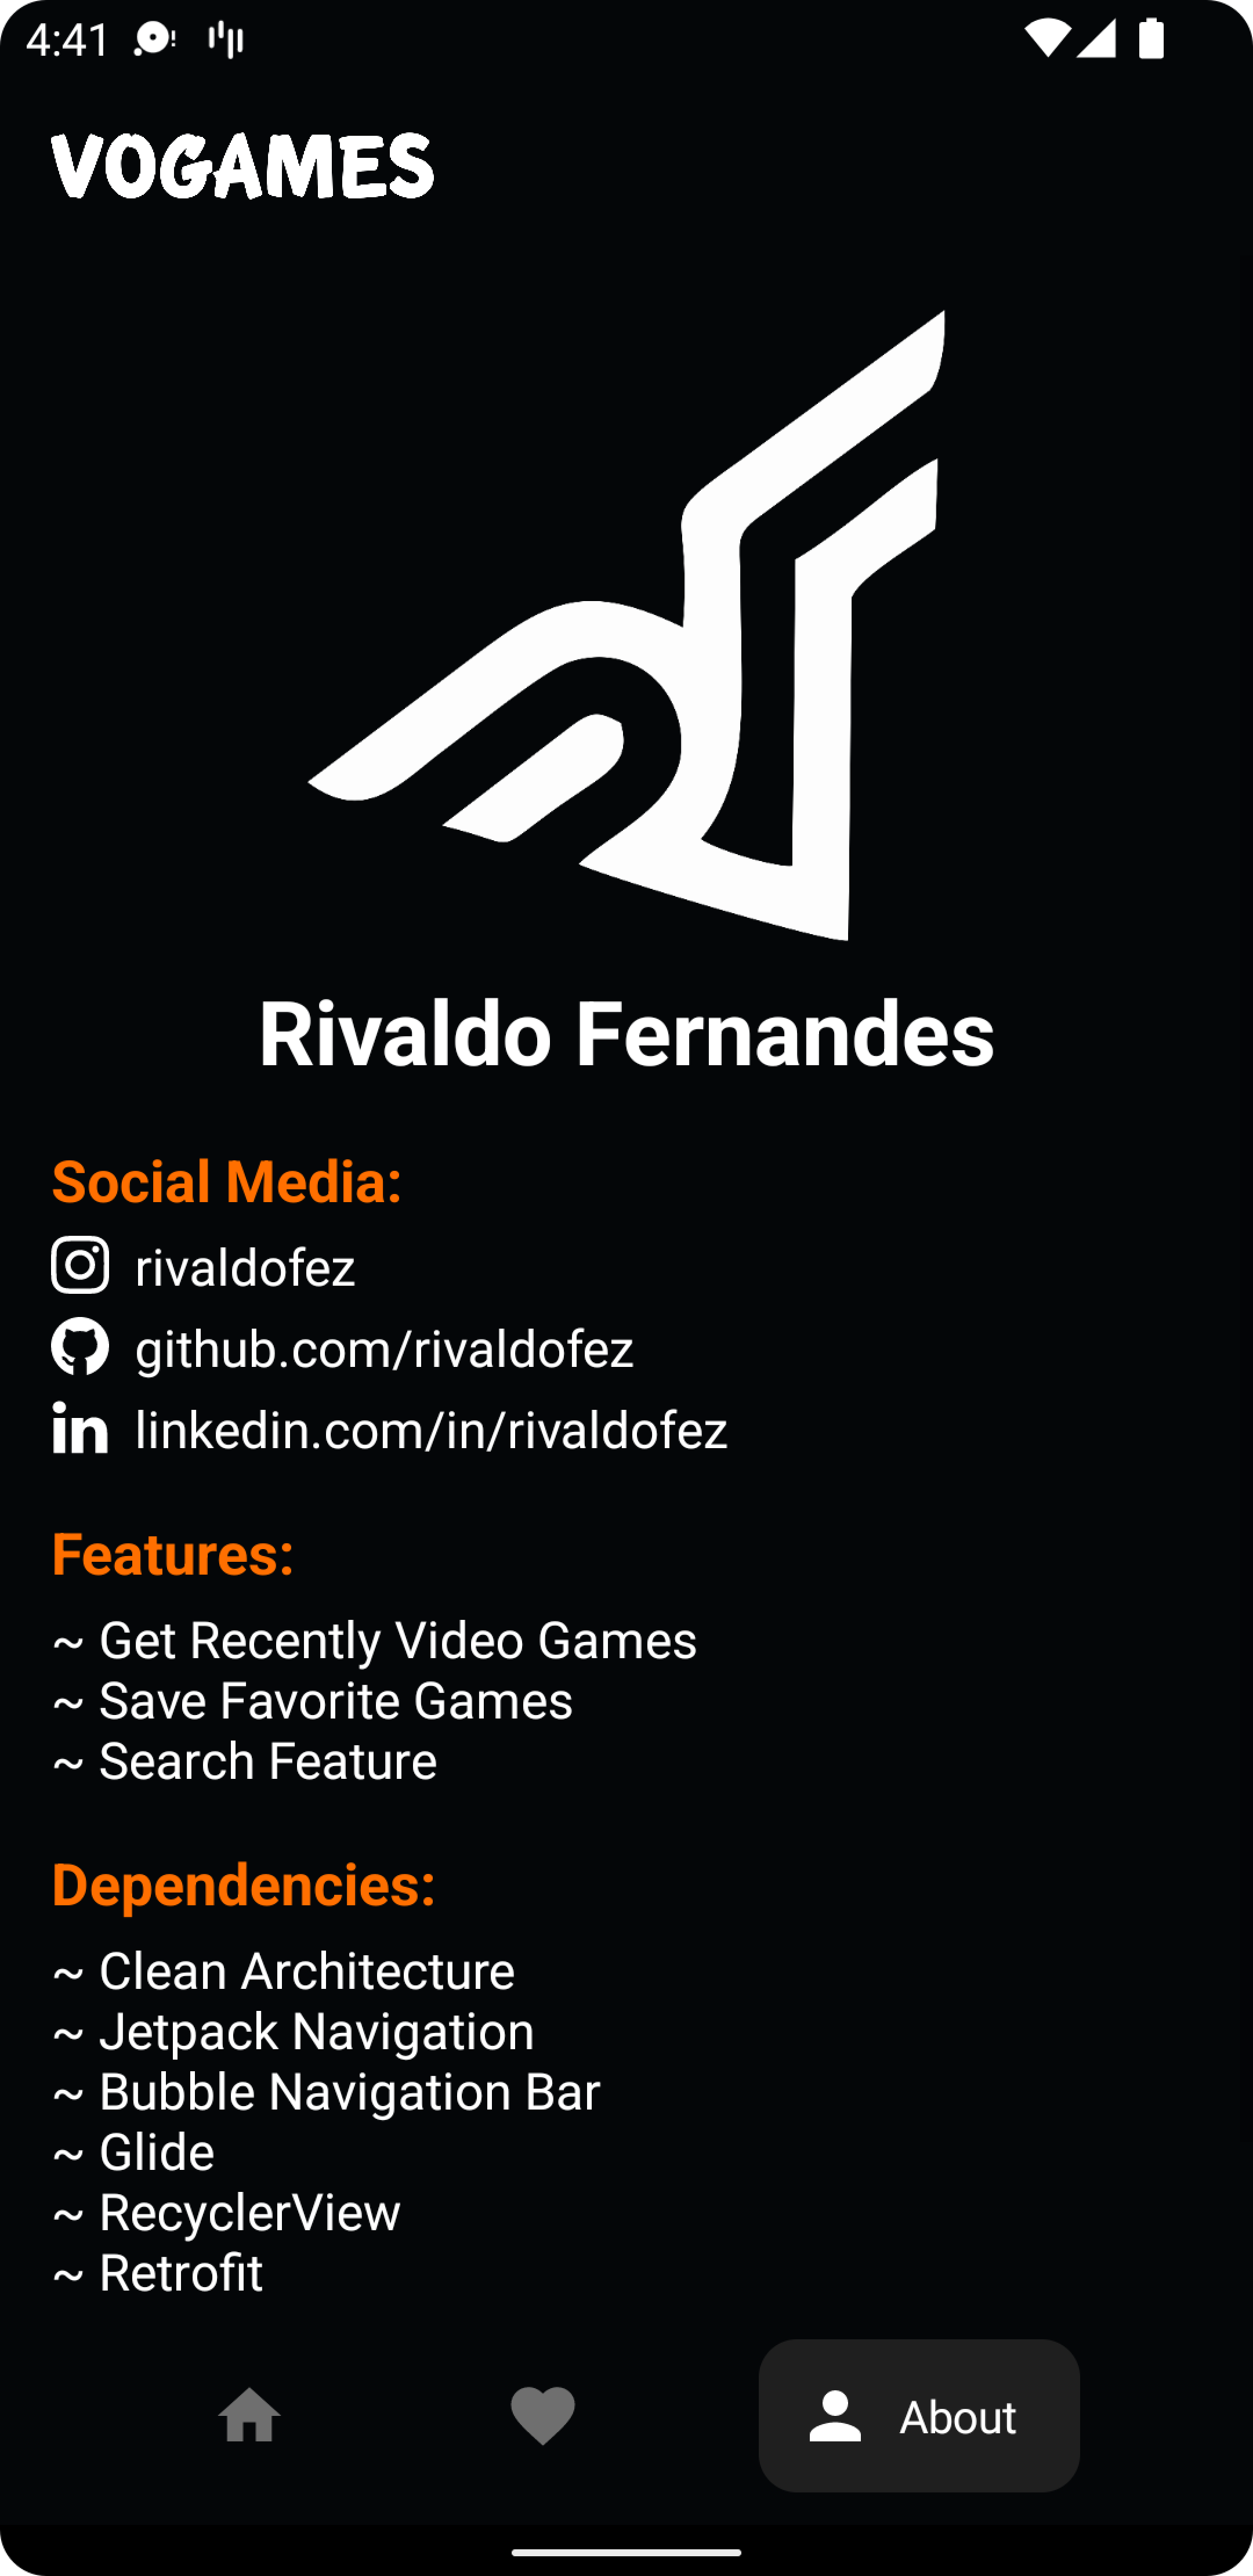 4:41
VOGAMES
Rivaldo Fernandes
Social Media:
rivaldofez
github.com/rivaldofez
linkedin.com/in/rivaldofez
Features:
~ Get Recently Video Games
~ Save Favorite Games
~ Search Feature
Dependencies:
~ Clean Architecture
~ Jetpack Navigation
~ Bubble Navigation Bar
~ Glide
~ RecyclerView
~ Retrofit
About